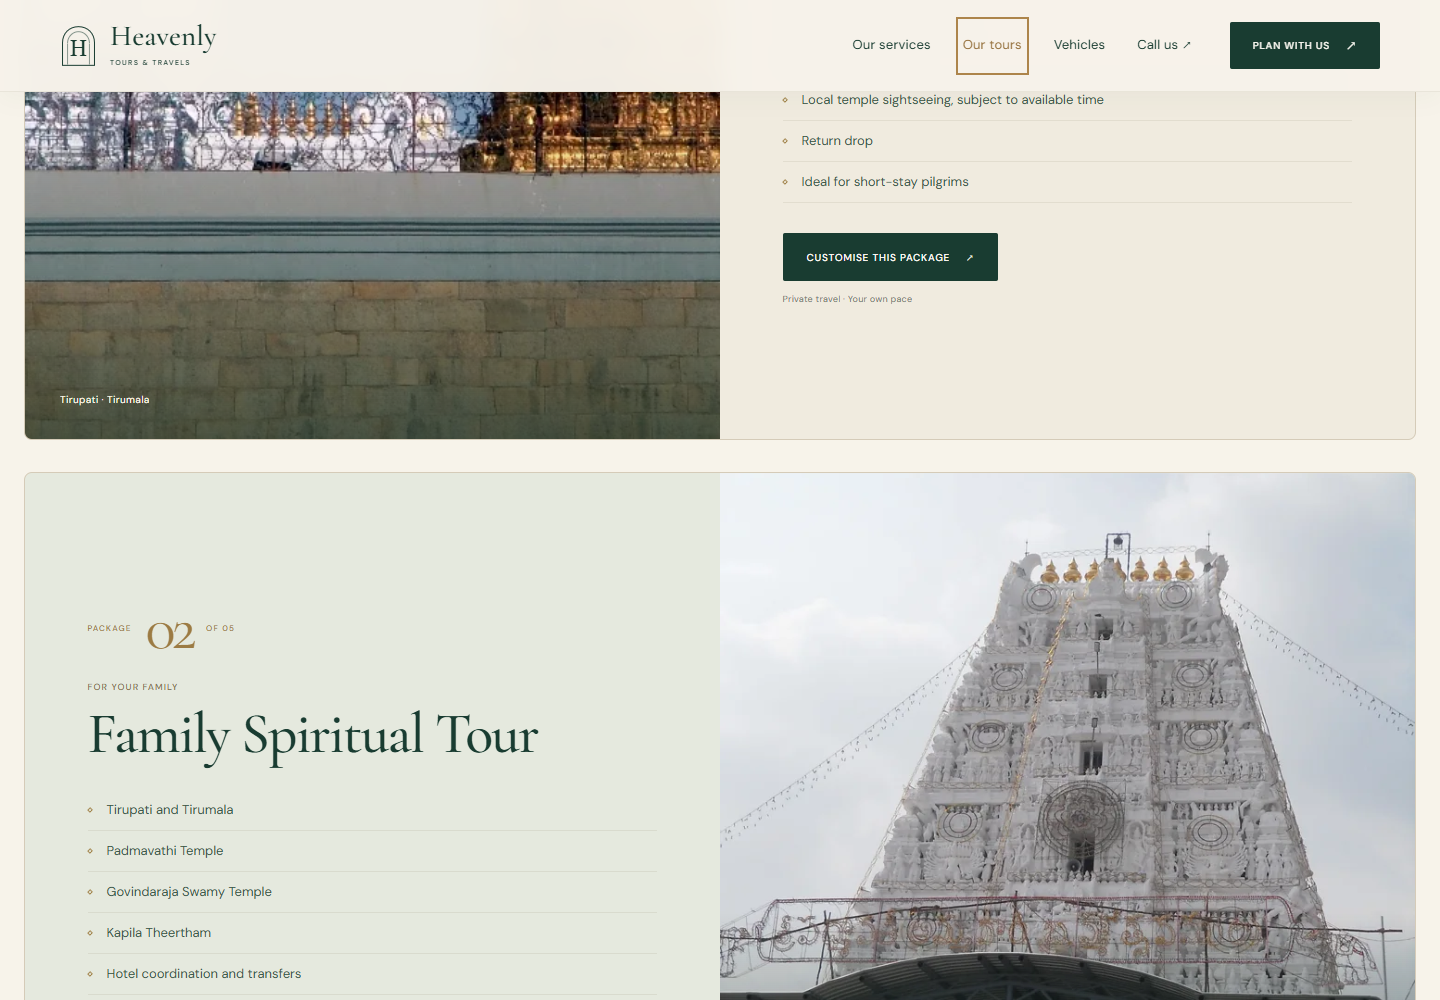 H
Heavenly
TOURS & TRAVELS
Our services
Our tours
Vehicles
Call us ↗
PLAN WITH US ↗
Local temple sightseeing, subject to available time
Return drop
Ideal for short-stay pilgrims
CUSTOMISE THIS PACKAGE ↗
Private travel · Your own pace
Tirupati · Tirumala
PACKAGE 02 OF 05
FOR YOUR FAMILY
Family Spiritual Tour
Tirupati and Tirumala
Padmavathi Temple
Govindaraja Swamy Temple
Kapila Theertham
Hotel coordination and transfers